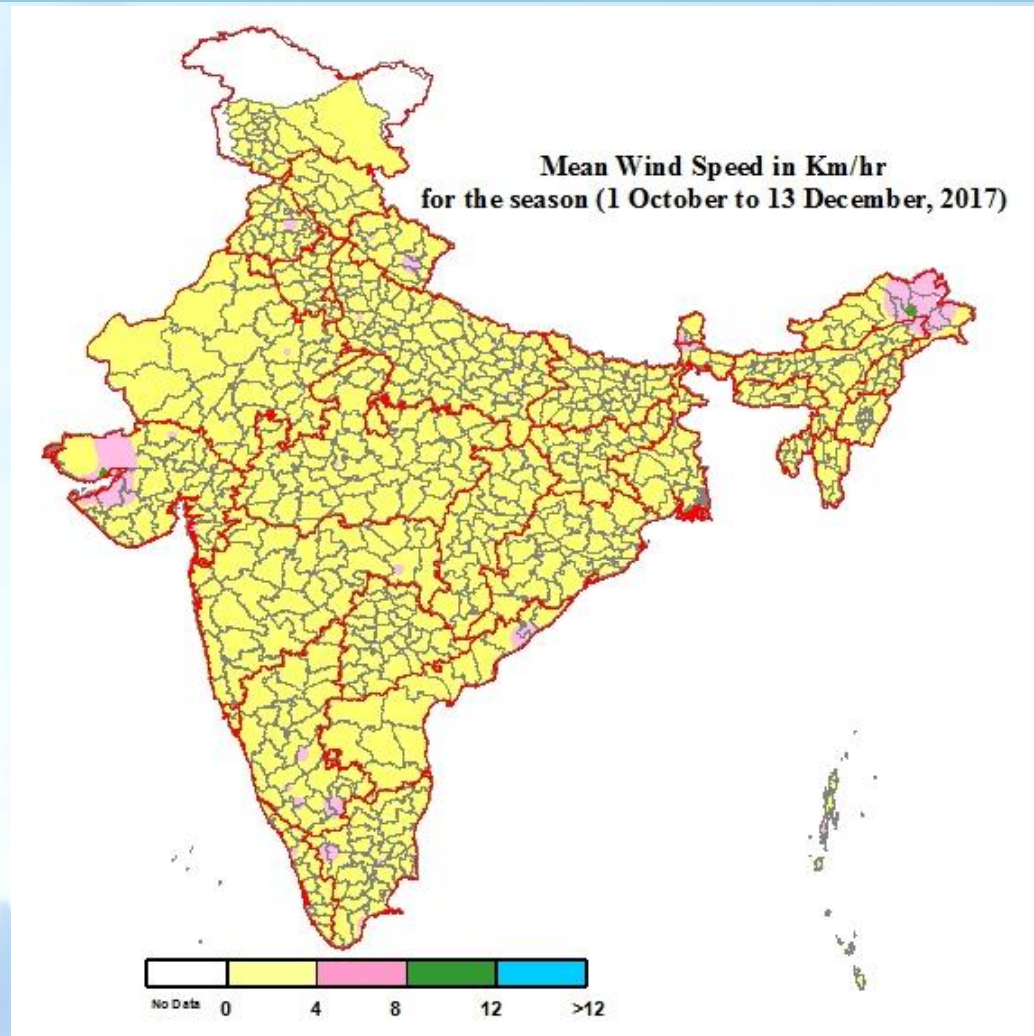 Mean Wind Speed in Km/hr
for the season (1 October to 13 December, 2017)
No Data 0 4 8 12 >12